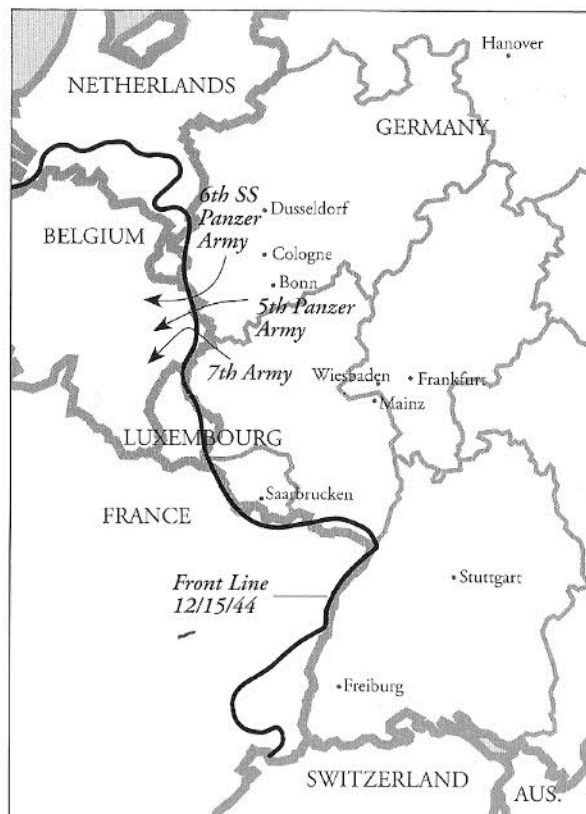 Hanover
NETHERLANDS
GERMANY
6th SS
Panzer
Army
Dusseldorf
BELGIUM
Cologne
Bonn
5th Panzer
Army
7th Army
Wiesbaden
Frankfurt
Mainz
LUXEMBOURG
Saarbrucken
FRANCE
Front Line
12/15/44
Stuttgart
Freiburg
SWITZERLAND
AUS.